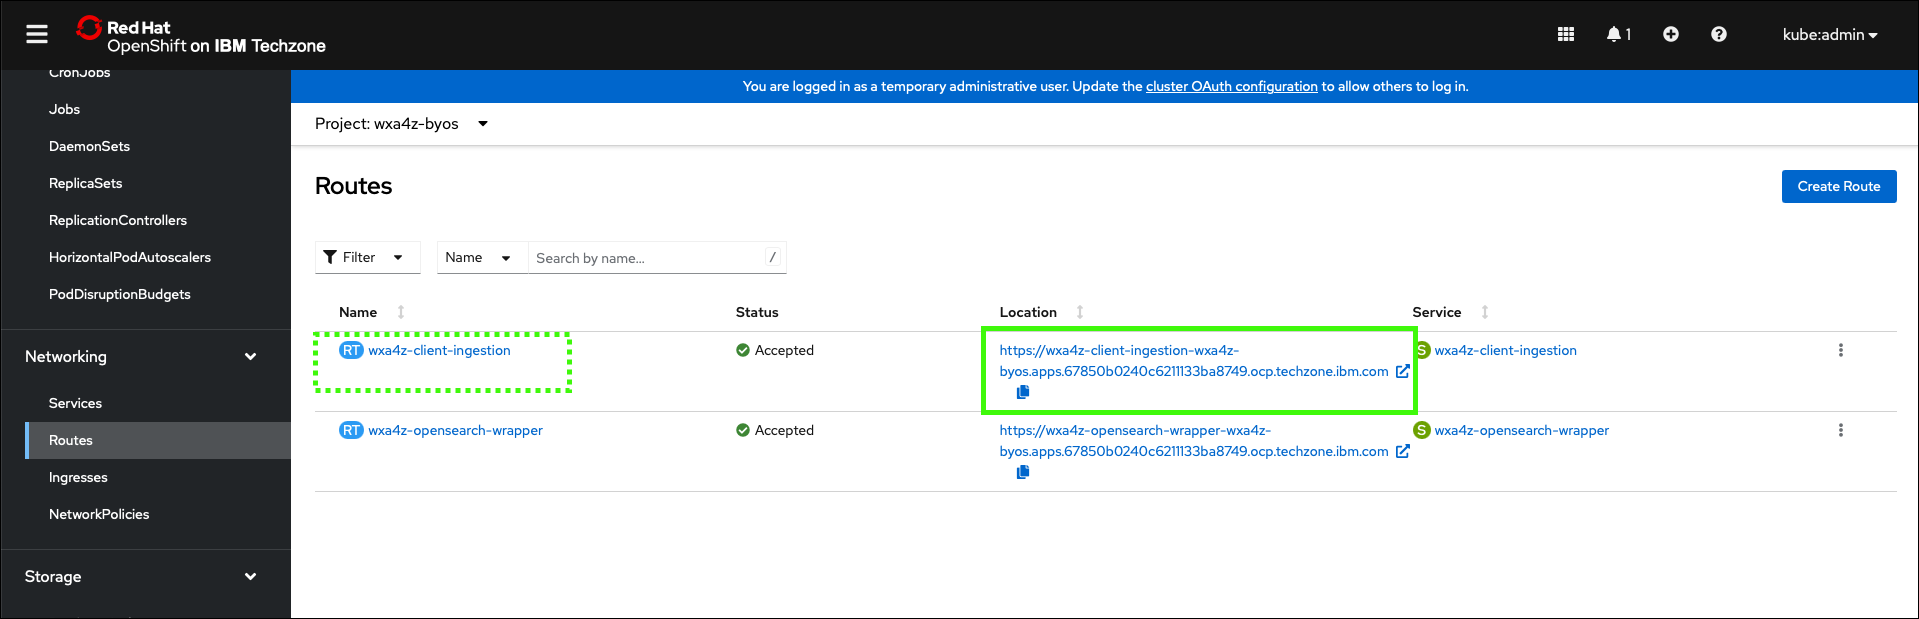 Red Hat
OpenShift on IBM Techzone
1
kube:admin
CronJobs
Jobs
DaemonSets
ReplicaSets
ReplicationControllers
HorizontalPodAutoscalers
PodDisruptionBudgets
Networking
Services
Routes
Ingresses
NetworkPolicies
Storage
You are logged in as a temporary administrative user. Update the cluster OAuth configuration to allow others to log in.
Project: wxa4z-byos
Routes
Create Route
Filter
Name
Search by name...
/
Name Status Location Service
RT wxa4z-client-ingestion Accepted https://wxa4z-client-ingestion-wxa4z- S wxa4z-client-ingestion
byos.apps.67850b0240c6211133ba8749.ocp.techzone.ibm.com
RT wxa4z-opensearch-wrapper Accepted https://wxa4z-opensearch-wrapper-wxa4z- S wxa4z-opensearch-wrapper
byos.apps.67850b0240c6211133ba8749.ocp.techzone.ibm.com